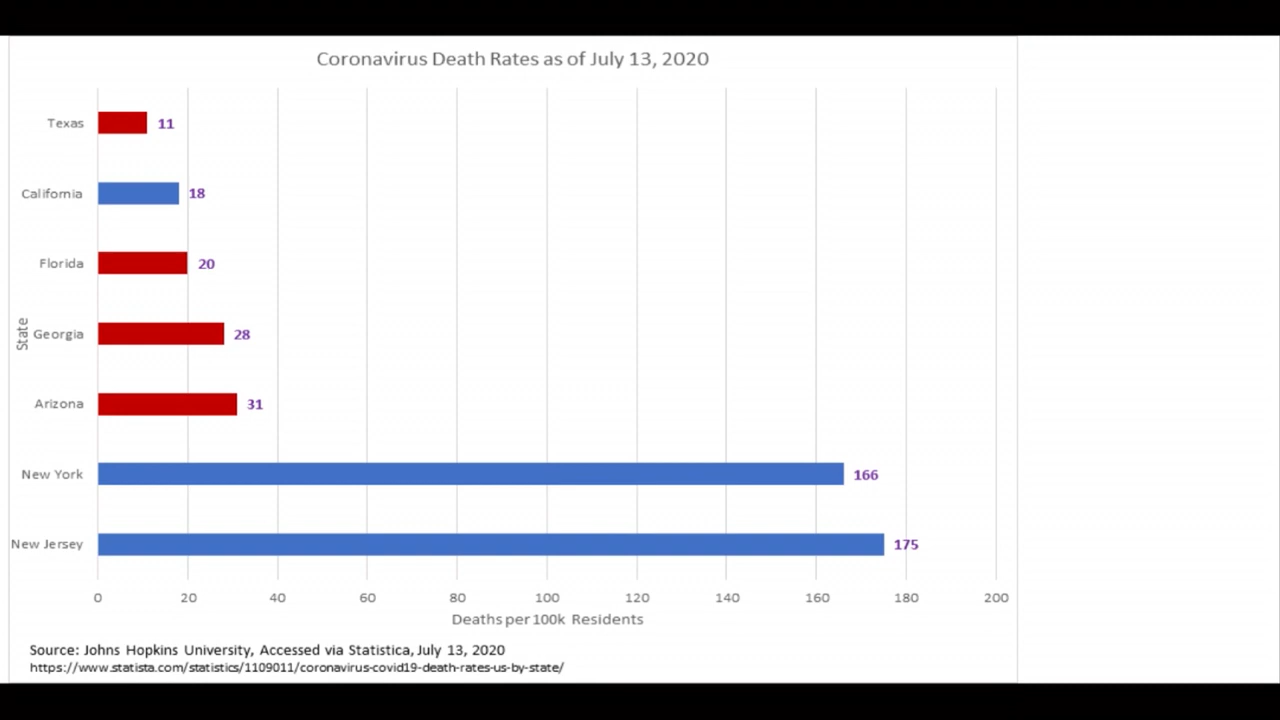 Coronavirus Death Rates as of July 13, 2020
Texas 11
California 18
Florida 20
Georgia 28
Arizona 31
New York 166
New Jersey 175
State
0 20 40 60 80 100 120 140 160 180 200
Deaths per 100k Residents
Source: Johns Hopkins University, Accessed via Statistica, July 13, 2020
https://www.statista.com/statistics/1109011/coronavirus-covid19-death-rates-us-by-state/